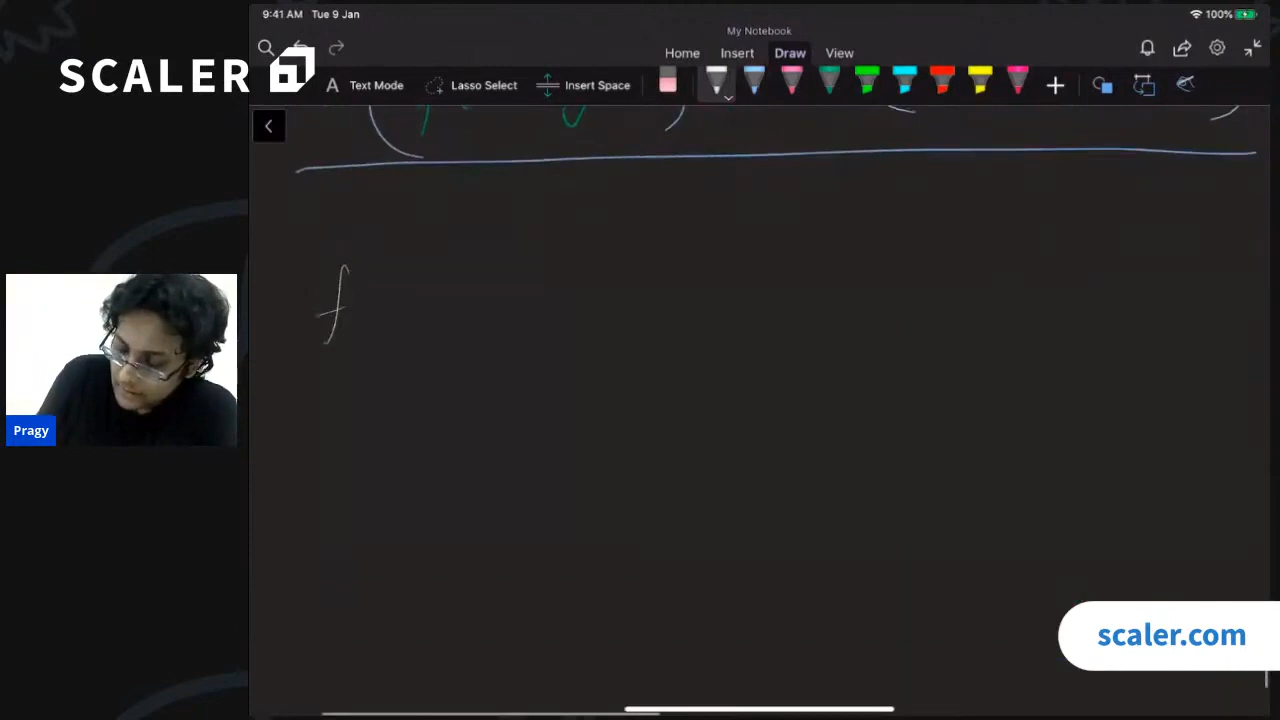 9:41 AM Tue 9 Jan
100%
My Notebook
SCALER
Home Insert Draw View
A Text Mode Lasso Select Insert Space
f
Pragy
scaler.com